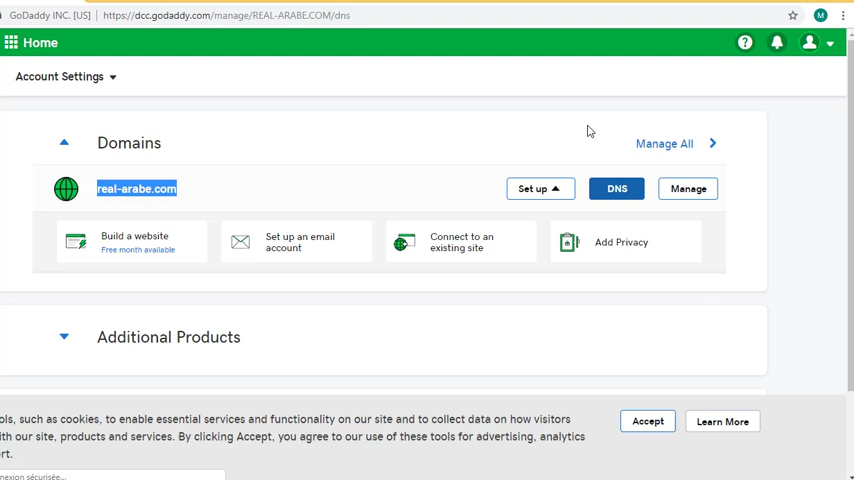 GoDaddy INC. [US] | https://dcc.godaddy.com/manage/REAL-ARABE.COM/dns
M
Home
?
Account Settings
Domains
Manage All
real-arabe.com
Set up
DNS
Manage
Build a website
Free month available
Set up an email
account
Connect to an
existing site
Add Privacy
Additional Products
ols, such as cookies, to enable essential services and functionality on our site and to collect data on how visitors
ith our site, products and services. By clicking Accept, you agree to our use of these tools for advertising, analytics
rt.
Accept
Learn More
nexion sécurisée...